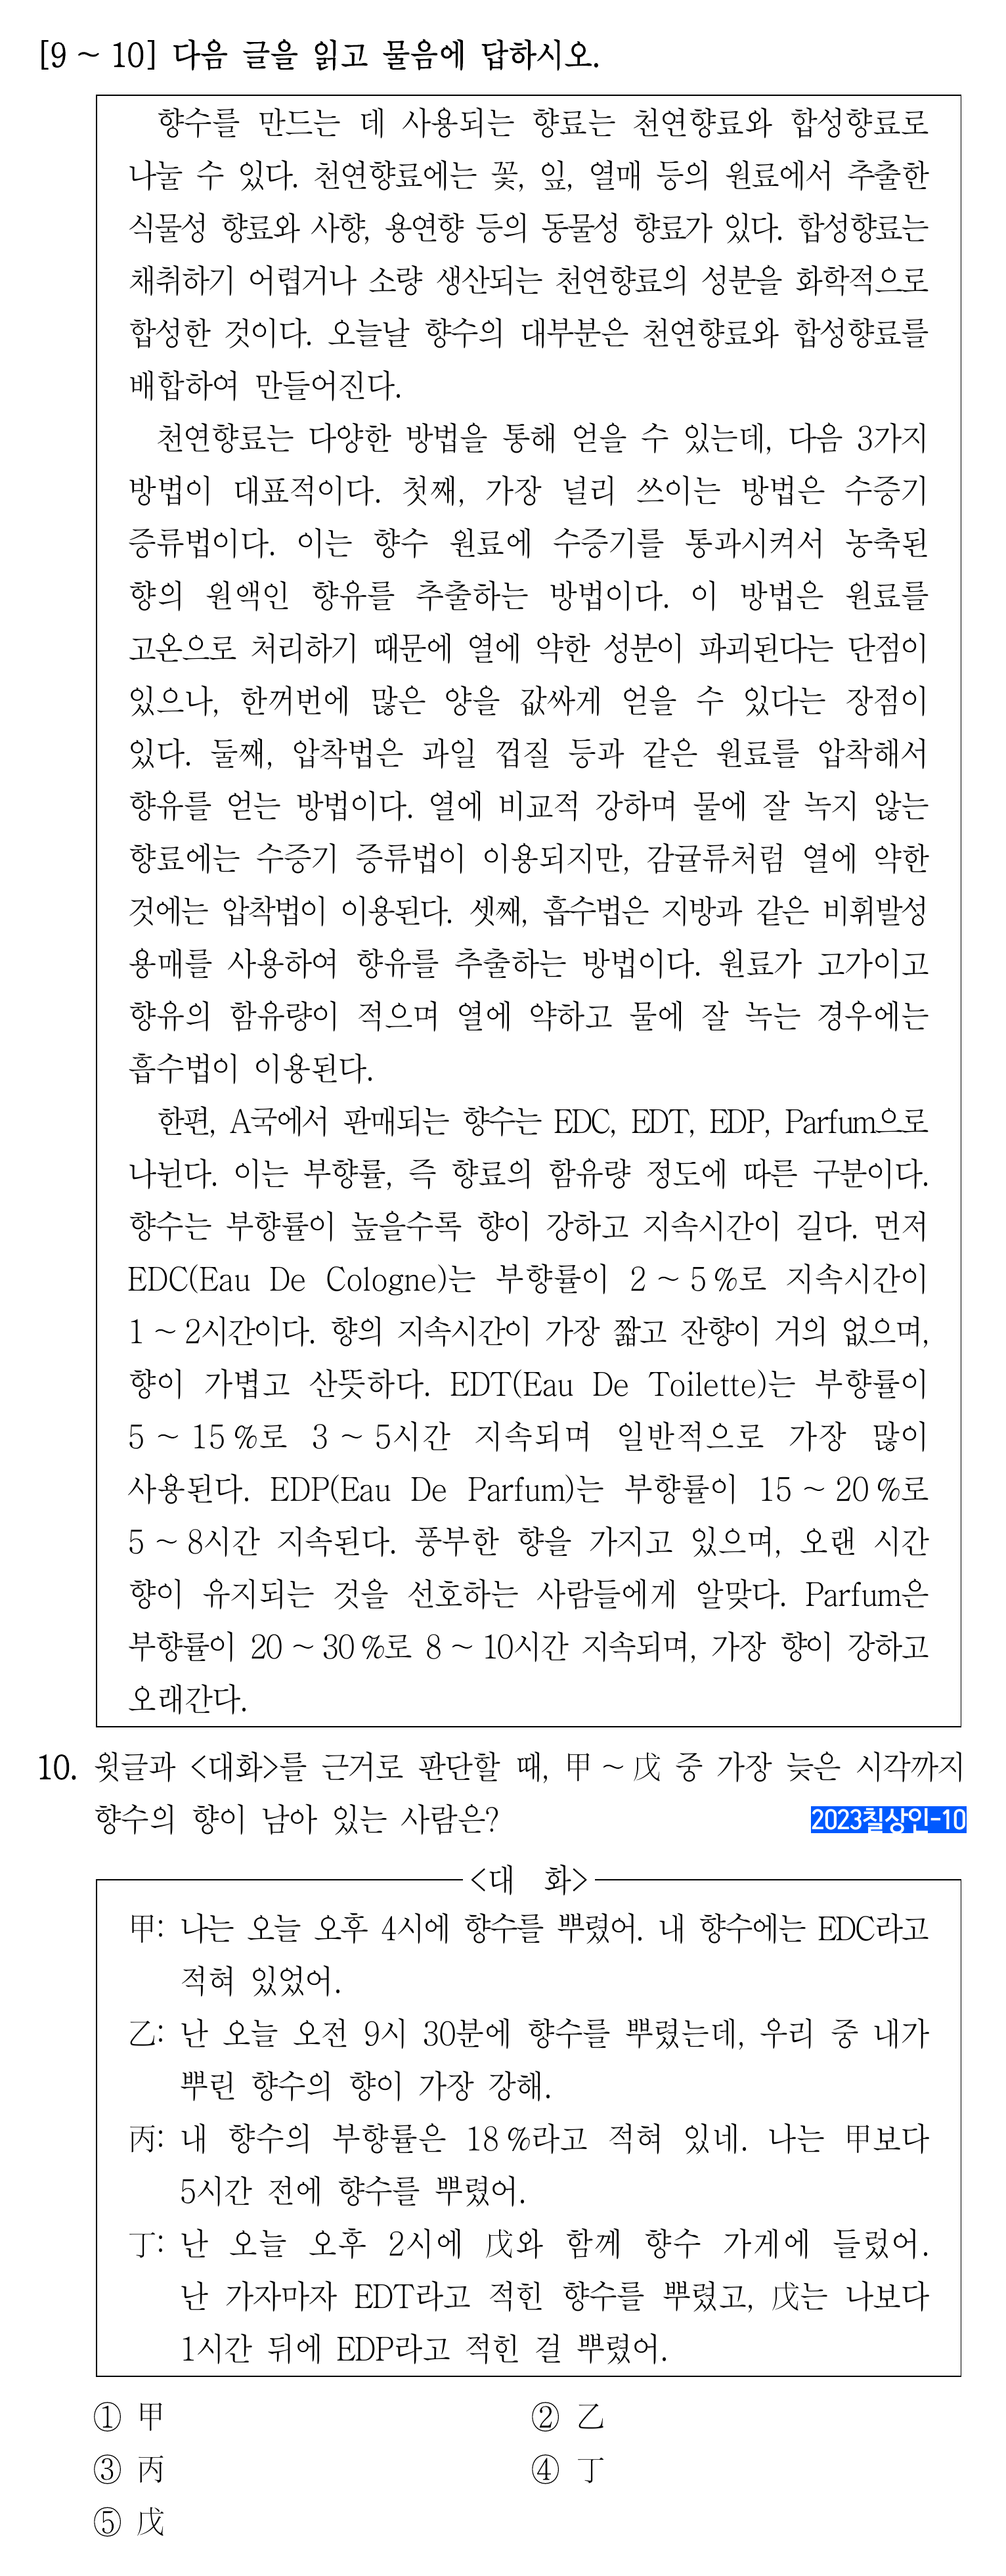 [9 ~ 10] 다음 글을 읽고 물음에 답하시오.
향수를 만드는 데 사용되는 향료는 천연향료와 합성향료로
나눌 수 있다. 천연향료에는 꽃, 잎, 열매 등의 원료에서 추출한
식물성 향료와 사향, 용연향 등의 동물성 향료가 있다. 합성향료는
채취하기 어렵거나 소량 생산되는 천연향료의 성분을 화학적으로
합성한 것이다. 오늘날 향수의 대부분은 천연향료와 합성향료를
배합하여 만들어진다.
천연향료는 다양한 방법을 통해 얻을 수 있는데, 다음 3가지
방법이 대표적이다. 첫째, 가장 널리 쓰이는 방법은 수증기
증류법이다. 이는 향수 원료에 수증기를 통과시켜서 농축된
향의 원액인 향유를 추출하는 방법이다. 이 방법은 원료를
고온으로 처리하기 때문에 열에 약한 성분이 파괴된다는 단점이
있으나, 한꺼번에 많은 양을 값싸게 얻을 수 있다는 장점이
있다. 둘째, 압착법은 과일 껍질 등과 같은 원료를 압착해서
향유를 얻는 방법이다. 열에 비교적 강하며 물에 잘 녹지 않는
향료에는 수증기 증류법이 이용되지만, 감귤류처럼 열에 약한
것에는 압착법이 이용된다. 셋째, 흡수법은 지방과 같은 비휘발성
용매를 사용하여 향유를 추출하는 방법이다. 원료가 고가이고
향유의 함유량이 적으며 열에 약하고 물에 잘 녹는 경우에는
흡수법이 이용된다.
한편, A국에서 판매되는 향수는 EDC, EDT, EDP, Parfum으로
나뉜다. 이는 부향률, 즉 향료의 함유량 정도에 따른 구분이다.
향수는 부향률이 높을수록 향이 강하고 지속시간이 길다. 먼저
EDC(Eau De Cologne)는 부향률이 2 ~ 5 %로 지속시간이
1 ~ 2시간이다. 향의 지속시간이 가장 짧고 잔향이 거의 없으며,
향이 가볍고 산뜻하다. EDT(Eau De Toilette)는 부향률이
5 ~ 15 %로 3 ~ 5시간 지속되며 일반적으로 가장 많이
사용된다. EDP(Eau De Parfum)는 부향률이 15 ~ 20 %로
5 ~ 8시간 지속된다. 풍부한 향을 가지고 있으며, 오랜 시간
향이 유지되는 것을 선호하는 사람들에게 알맞다. Parfum은
부향률이 20 ~ 30 %로 8 ~ 10시간 지속되며, 가장 향이 강하고
오래간다.
10. 윗글과 <대화>를 근거로 판단할 때, 甲 ~ 戊 중 가장 늦은 시각까지
향수의 향이 남아 있는 사람은? 2023칠상인-10
<대 화>
甲: 나는 오늘 오후 4시에 향수를 뿌렸어. 내 향수에는 EDC라고
적혀 있었어.
乙: 난 오늘 오전 9시 30분에 향수를 뿌렸는데, 우리 중 내가
뿌린 향수의 향이 가장 강해.
丙: 내 향수의 부향률은 18 %라고 적혀 있네. 나는 甲보다
5시간 전에 향수를 뿌렸어.
丁: 난 오늘 오후 2시에 戊와 함께 향수 가게에 들렀어.
난 가자마자 EDT라고 적힌 향수를 뿌렸고, 戊는 나보다
1시간 뒤에 EDP라고 적힌 걸 뿌렸어.
① 甲 ② 乙
③ 丙 ④ 丁
⑤ 戊